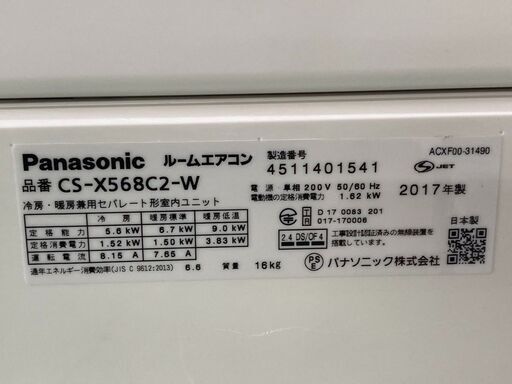 ACXF00-31490
Panasonic ルームエアコン
製造番号
4511401541
S JET
品番 CS-X568C2-W
電源:単相 200V 50/60 Hz
電動機の定格消費電力 1.62 kW
2017年製
冷房・暖房兼用セパレート形室内ユニット
冷房 暖房標準 暖房低温
定格能力 5.6 kW 6.7 kW 9.0 kW
定格消費電力 1.52 kW 1.50 kW 3.83 kW
運転電流 8.15 A 7.65 A
R D 17 0083 201
T 017-170006
日本製
2.4 DS/OF4
工事設計認証済みの無線装置を
搭載しています。
通年エネルギー消費効率(JIS C 9612:2013) 6.6 質量 16kg
PSE パナソニック株式会社